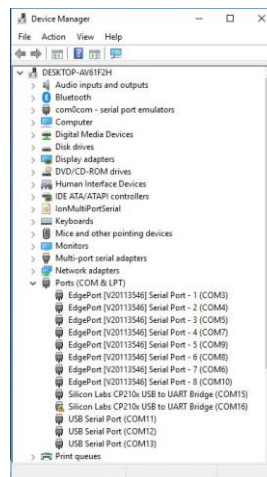 Device Manager
File Action View Help
DESKTOP-AV61F2H
Audio inputs and outputs
Bluetooth
com0com - serial port emulators
Computer
Digital Media Devices
Disk drives
Display adapters
DVD/CD-ROM drives
Human Interface Devices
IDE ATA/ATAPI controllers
IonMultiPortSerial
Keyboards
Mice and other pointing devices
Monitors
Multi-port serial adapters
Network adapters
Ports (COM & LPT)
EdgePort [V20113546] Serial Port - 1 (COM3)
EdgePort [V20113546] Serial Port - 2 (COM4)
EdgePort [V20113546] Serial Port - 3 (COM5)
EdgePort [V20113546] Serial Port - 4 (COM7)
EdgePort [V20113546] Serial Port - 5 (COM9)
EdgePort [V20113546] Serial Port - 6 (COM8)
EdgePort [V20113546] Serial Port - 7 (COM6)
EdgePort [V20113546] Serial Port - 8 (COM10)
Silicon Labs CP210x USB to UART Bridge (COM15)
Silicon Labs CP210x USB to UART Bridge (COM16)
USB Serial Port (COM11)
USB Serial Port (COM12)
USB Serial Port (COM13)
Print queues